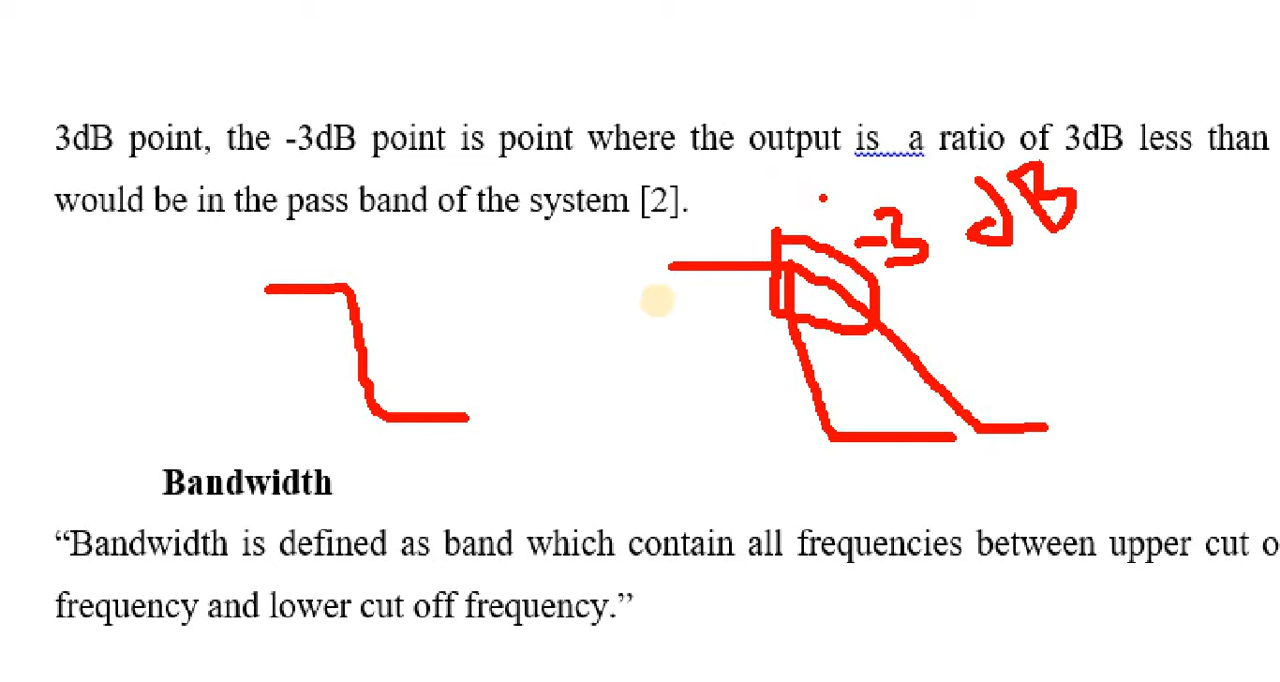 3dB point, the -3dB point is point where the output is a ratio of 3dB less than
would be in the pass band of the system [2].
-3 dB
Bandwidth
“Bandwidth is defined as band which contain all frequencies between upper cut o
frequency and lower cut off frequency.”